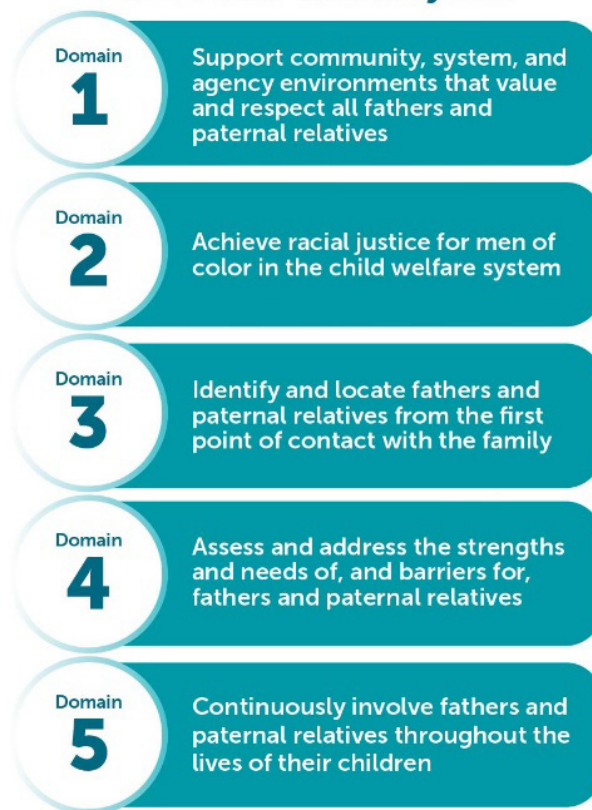 Domain
1
Support community, system, and
agency environments that value
and respect all fathers and
paternal relatives
Domain
2
Achieve racial justice for men of
color in the child welfare system
Domain
3
Identify and locate fathers and
paternal relatives from the first
point of contact with the family
Domain
4
Assess and address the strengths
and needs of, and barriers for,
fathers and paternal relatives
Domain
5
Continuously involve fathers and
paternal relatives throughout the
lives of their children